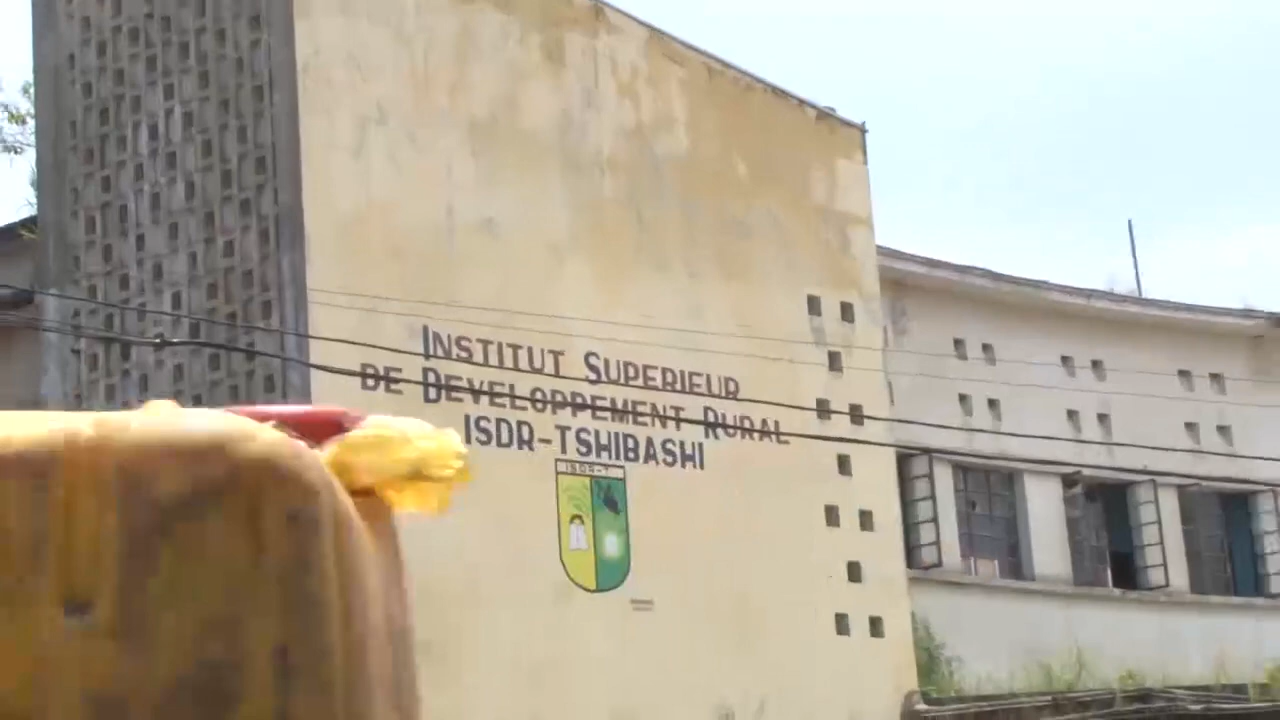 INSTITUT SUPERIEUR
DE DEVELOPPEMENT RURAL
ISDR-TSHIBASHI
ISDR-T